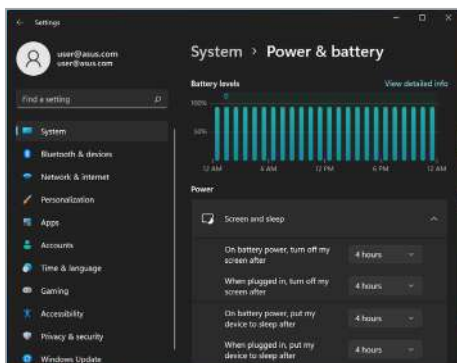 Settings
user@asus.com
user@asus.com
Find a setting
System
Bluetooth & devices
Network & internet
Personalization
Apps
Accounts
Time & language
Gaming
Accessibility
Privacy & security
Windows Update
System > Power & battery
Battery levels
View detailed info
100%
50%
12 AM 6 AM 12 PM 6 PM 12 AM
Power
Screen and sleep
On battery power, turn off my
screen after
4 hours
When plugged in, turn off my
screen after
4 hours
On battery power, put my
device to sleep after
4 hours
When plugged in, put my
device to sleep after
4 hours